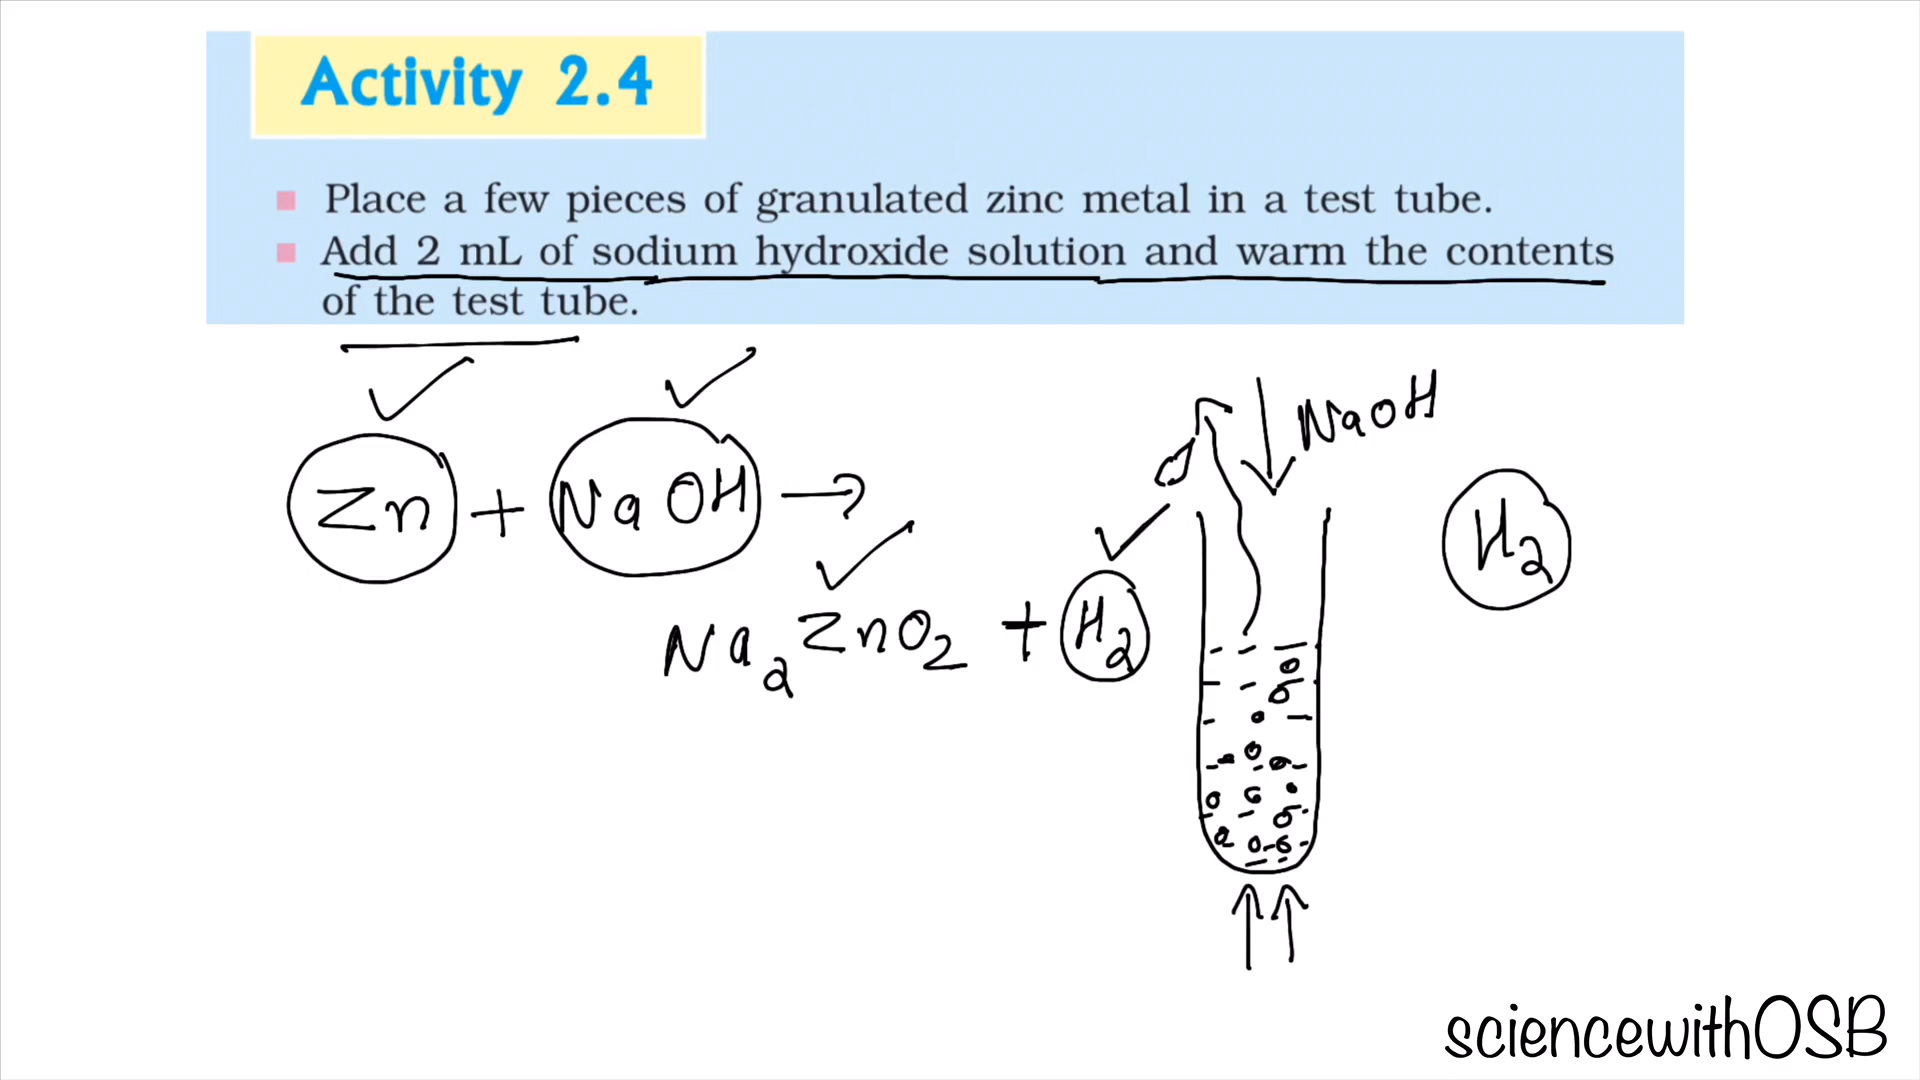 Activity 2.4
Place a few pieces of granulated zinc metal in a test tube.
Add 2 mL of sodium hydroxide solution and warm the contents
of the test tube.
NaOH
Zn + NaOH →
H2
Na2ZnO2 + H2
sciencewithOSB